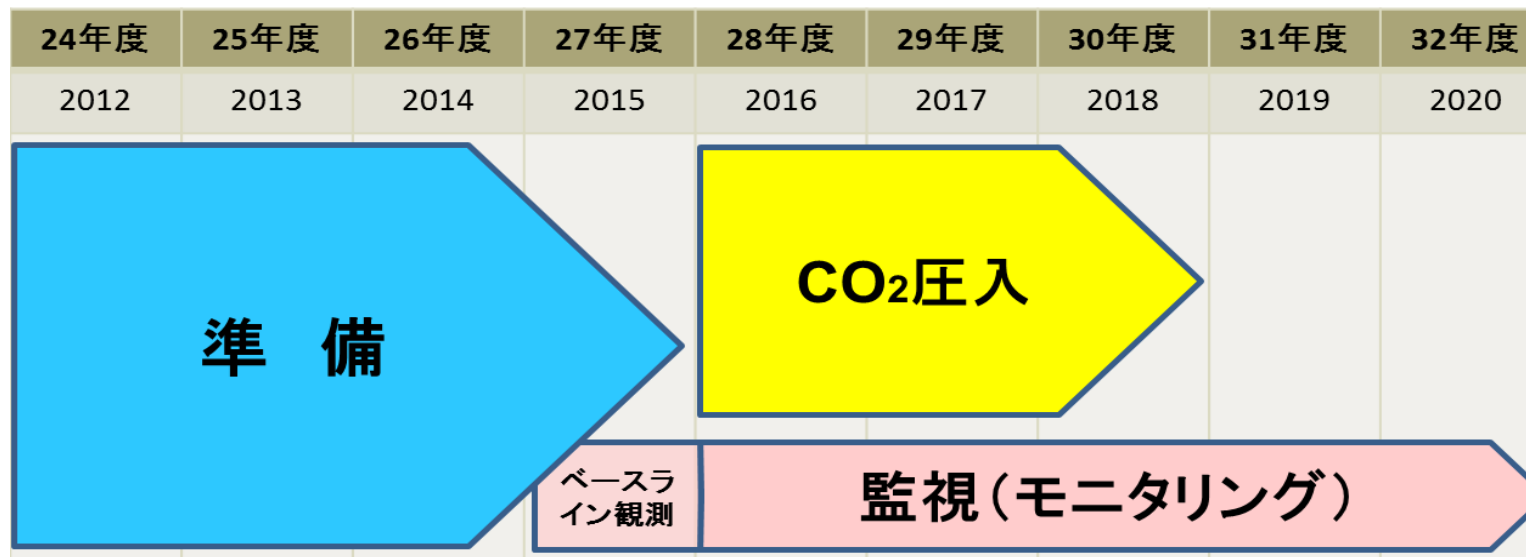 24年度 25年度 26年度 27年度 28年度 29年度 30年度 31年度 32年度
2012 2013 2014 2015 2016 2017 2018 2019 2020
CO₂圧入
準 備
ベースラ
イン観測
監視（モニタリング）